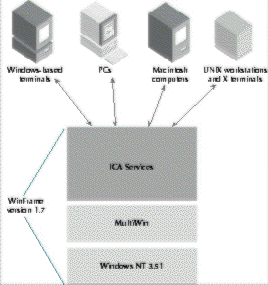 Windows-based
terminals
PCs
Macintosh
computers
UNIX workstations
and X terminals
ICA Services
WinFrame
version 1.7
MultiWin
Windows NT 3.51